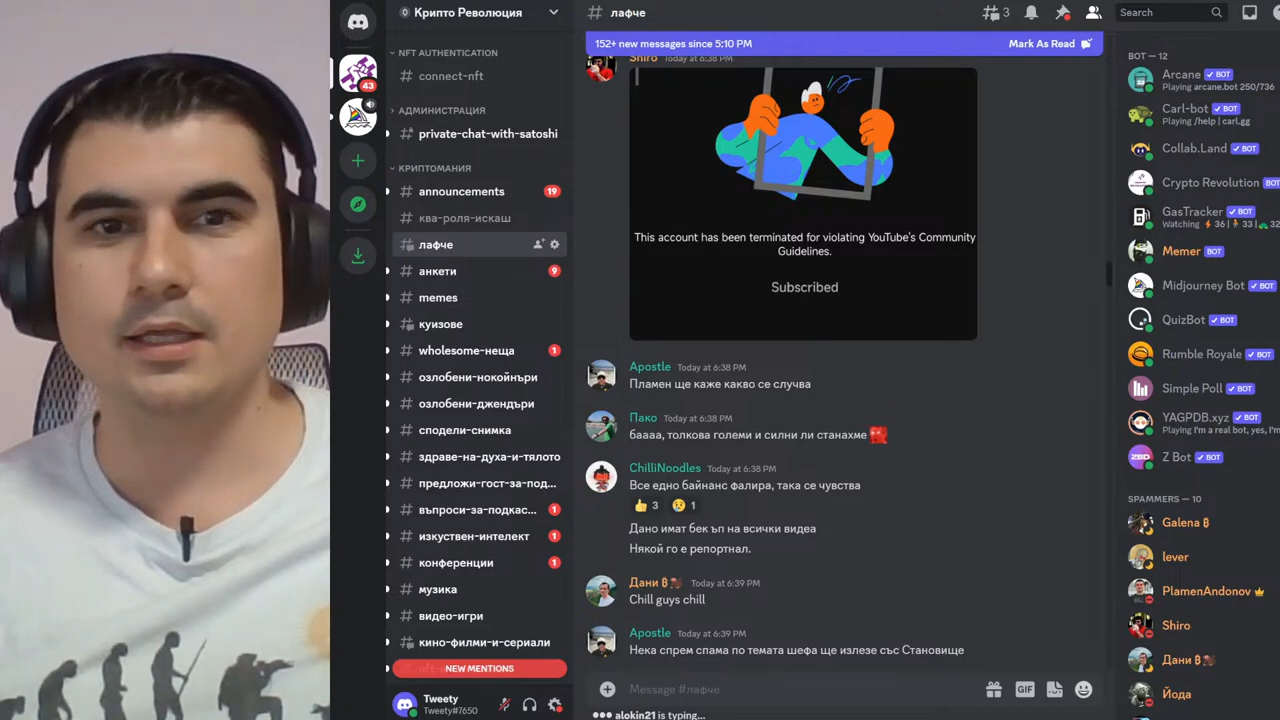 Крипто Революция
NFT AUTHENTICATION
connect-nft
АДМИНИСТРАЦИЯ
private-chat-with-satoshi
КРИПТОМАНИЯ
announcements
19
ква-роля-искаш
лафче
анкети
9
memes
куизове
wholesome-неща
1
озлобени-нокойнъри
озлобени-джендъри
сподели-снимка
здраве-на-духа-и-тялото
предложи-гост-за-под...
въпроси-за-подкас...
1
изкуствен-интелект
1
конференции
1
музика
видео-игри
кино-филми-и-сериали
NEW MENTIONS
Tweety
Tweety#7650
43
лафче
3
Search
152+ new messages since 5:10 PM
Mark As Read
Shiro Today at 6:38 PM
This account has been terminated for violating YouTube's Community
Guidelines.
Subscribed
Apostle Today at 6:38 PM
Пламен ще каже какво се случва
Пако Today at 6:38 PM
баааа, толкова големи и силни ли станахме
ChilliNoodles Today at 6:38 PM
Все едно байнанс фалира, така се чувства
👍 3 😢 1
Дано имат бек ъп на всички видеа
Някой го е репортнал.
Дани ₿ Today at 6:39 PM
Chill guys chill
Apostle Today at 6:39 PM
Нека спрем спама по темата шефа ще излезе със Становище
Message #лафче
GIF
alokin21 is typing...
BOT — 12
Arcane ✓ BOT
Playing arcane.bot 250/736
Carl-bot ✓ BOT
Playing /help | carl.gg
Collab.Land ✓ BOT
Crypto Revolution BOT
GasTracker ✓ BOT
Watching ⚡36 | 🚶33 |
Memer BOT
Midjourney Bot ✓ BOT
QuizBot ✓ BOT
Rumble Royale ✓ BOT
Simple Poll ✓ BOT
YAGPDB.xyz ✓ BOT
Playing I'm a real bot, yes, I'm
Z Bot ✓ BOT
SPAMMERS — 10
Galena ₿
lever
PlamenAndonov
Shiro
Дани ₿
Йода